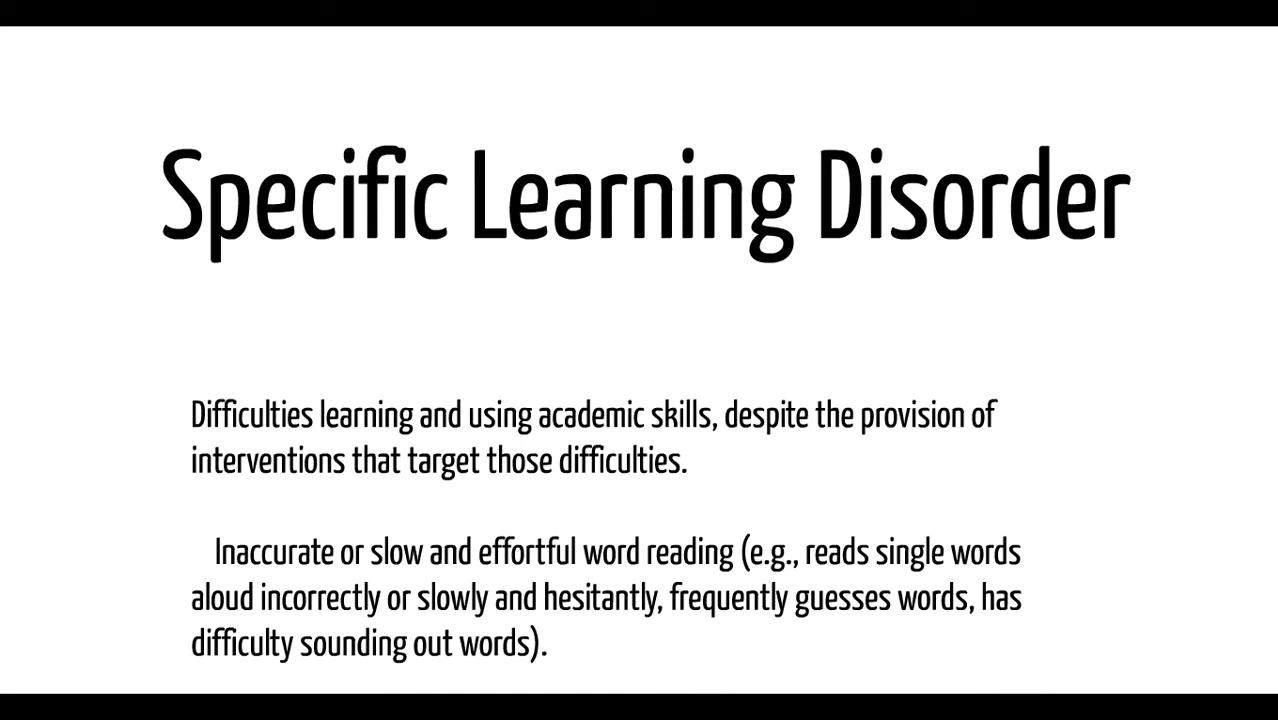 Specific Learning Disorder
Difficulties learning and using academic skills, despite the provision of
interventions that target those difficulties.
Inaccurate or slow and effortful word reading (e.g., reads single words
aloud incorrectly or slowly and hesitantly, frequently guesses words, has
difficulty sounding out words).